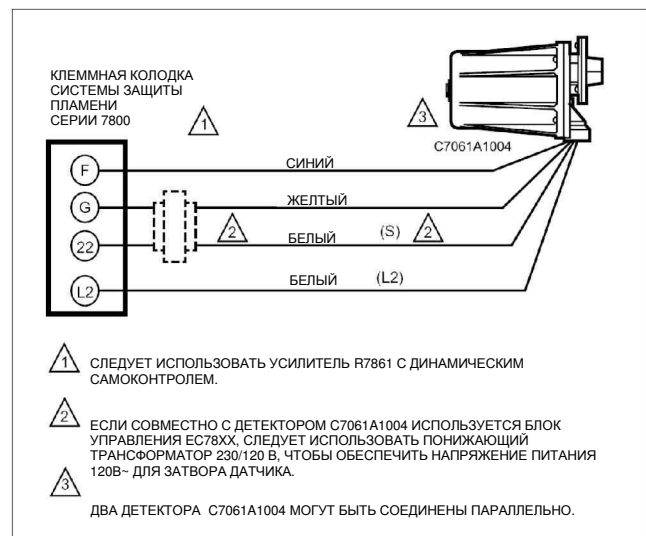 КЛЕММНАЯ КОЛОДКА
СИСТЕМЫ ЗАЩИТЫ
ПЛАМЕНИ
СЕРИИ 7800
1
3
C7061A1004
F
СИНИЙ
G
ЖЕЛТЫЙ
22
2
БЕЛЫЙ
(S)
2
L2
БЕЛЫЙ
(L2)
1
СЛЕДУЕТ ИСПОЛЬЗОВАТЬ УСИЛИТЕЛЬ R7861 С ДИНАМИЧЕСКИМ
САМОКОНТРОЛЕМ.
2
ЕСЛИ СОВМЕСТНО С ДЕТЕКТОРОМ C7061A1004 ИСПОЛЬЗУЕТСЯ БЛОК
УПРАВЛЕНИЯ EC78XX, СЛЕДУЕТ ИСПОЛЬЗОВАТЬ ПОНИЖАЮЩИЙ
ТРАНСФОРМАТОР 230/120 В, ЧТОБЫ ОБЕСПЕЧИТЬ НАПРЯЖЕНИЕ ПИТАНИЯ
120В~ ДЛЯ ЗАТВОРА ДАТЧИКА.
3
ДВА ДЕТЕКТОРА C7061A1004 МОГУТ БЫТЬ СОЕДИНЕНЫ ПАРАЛЛЕЛЬНО.